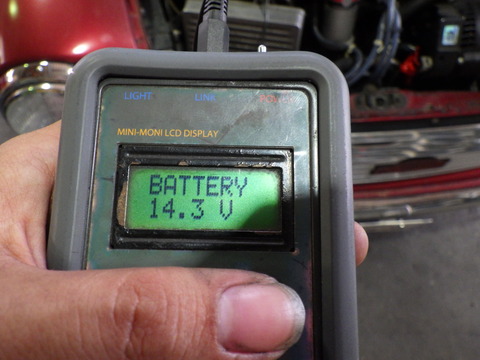 LIGHT LINK
MINI-MONI LCD DISPLAY
BATTERY
14.3 V